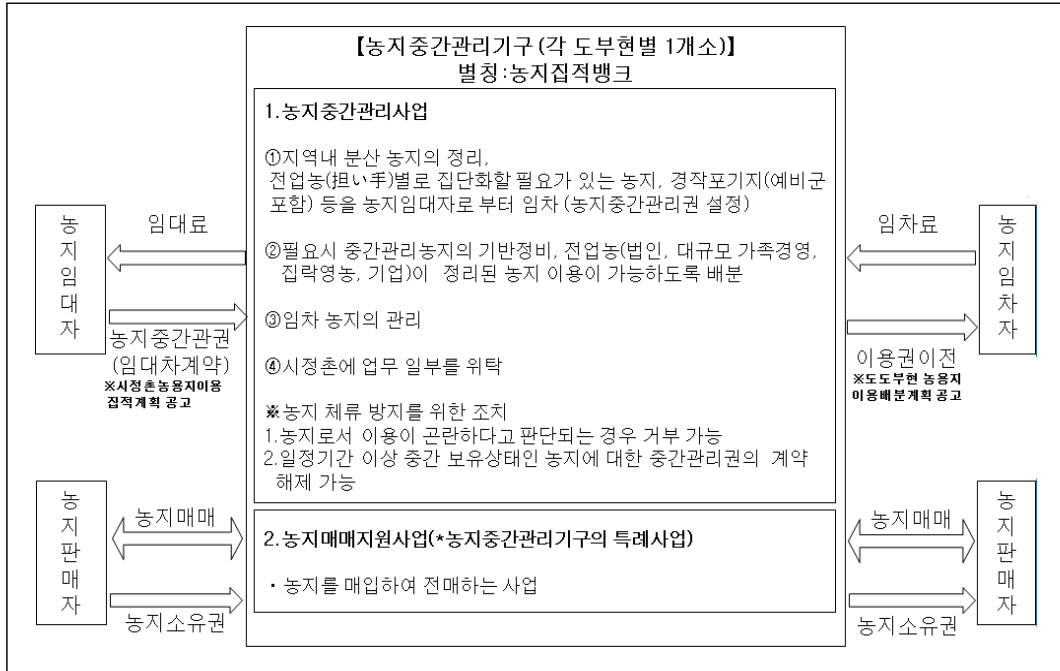 【농지중간관리기구(각 도부현별 1개소)】
별칭:농지집적뱅크
1.농지중간관리사업
①지역내 분산 농지의 정리,
전업농(担い手)별로 집단화할 필요가 있는 농지, 경작포기지(예비군
포함) 등을 농지임대자로 부터 임차 (농지중간관리권 설정)
②필요시 중간관리농지의 기반정비, 전업농(법인, 대규모 가족경영,
집락영농, 기업)이 정리된 농지 이용이 가능하도록 배분
③임차 농지의 관리
④시정촌에 업무 일부를 위탁
※농지 체류 방지를 위한 조치
1.농지로서 이용이 곤란하다고 판단되는 경우 거부 가능
2.일정기간 이상 중간 보유상태인 농지에 대한 중간관리권의 계약
해제 가능
2.농지매매지원사업(*농지중간관리기구의 특례사업)
· 농지를 매입하여 전매하는 사업
농지임대자
임대료
농지중간관권
(임대차계약)
※시정촌농용지이용
집적계획 공고
농지판매자
농지매매
농지소유권
임차료
이용권이전
※도도부현 농용지
이용배분계획 공고
농지임차자
농지매매
농지소유권
농지판매자